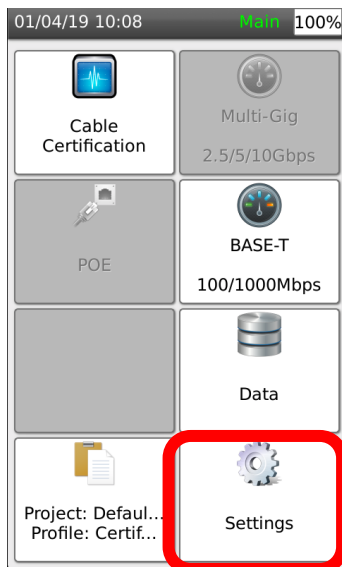 01/04/19 10:08 Main 100%
Cable
Certification
Multi-Gig
2.5/5/10Gbps
POE
BASE-T
100/1000Mbps
Data
Project: Defaul...
Profile: Certif...
Settings